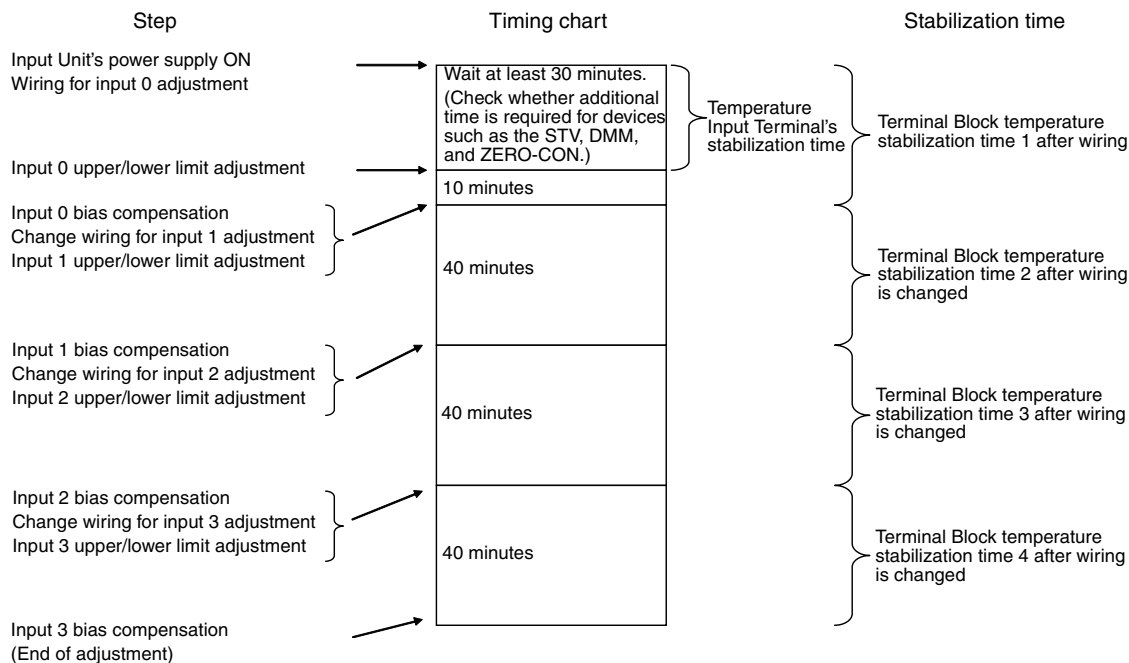 Step
Timing chart
Stabilization time
Input Unit's power supply ON
Wiring for input 0 adjustment
Wait at least 30 minutes.
(Check whether additional
time is required for devices
such as the STV, DMM,
and ZERO-CON.)
Temperature
Input Terminal's
stabilization time
Terminal Block temperature
stabilization time 1 after wiring
Input 0 upper/lower limit adjustment
10 minutes
Input 0 bias compensation
Change wiring for input 1 adjustment
Input 1 upper/lower limit adjustment
40 minutes
Terminal Block temperature
stabilization time 2 after wiring
is changed
Input 1 bias compensation
Change wiring for input 2 adjustment
Input 2 upper/lower limit adjustment
40 minutes
Terminal Block temperature
stabilization time 3 after wiring
is changed
Input 2 bias compensation
Change wiring for input 3 adjustment
Input 3 upper/lower limit adjustment
40 minutes
Terminal Block temperature
stabilization time 4 after wiring
is changed
Input 3 bias compensation
(End of adjustment)